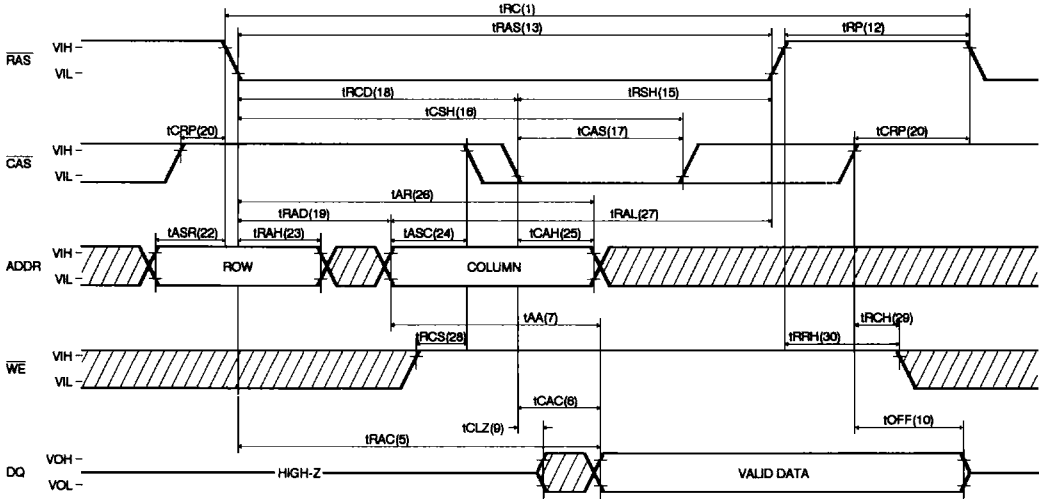 tRC(1)
tRAS(13)
tRP(12)
RAS
VIH
VIL
tRCD(18)
tRSH(15)
tCSH(16)
tCRP(20)
tCAS(17)
tCRP(20)
CAS
VIH
VIL
tAR(26)
tRAD(19)
tRAL(27)
tASR(22)
tRAH(23)
tASC(24)
tCAH(25)
ADDR
VIH
VIL
ROW
COLUMN
tAA(7)
tRCS(28)
tRCH(29)
tRRH(30)
WE
VIH
VIL
tCAC(6)
tCLZ(9)
tOFF(10)
tRAC(5)
DQ
VOH
VOL
HIGH-Z
VALID DATA